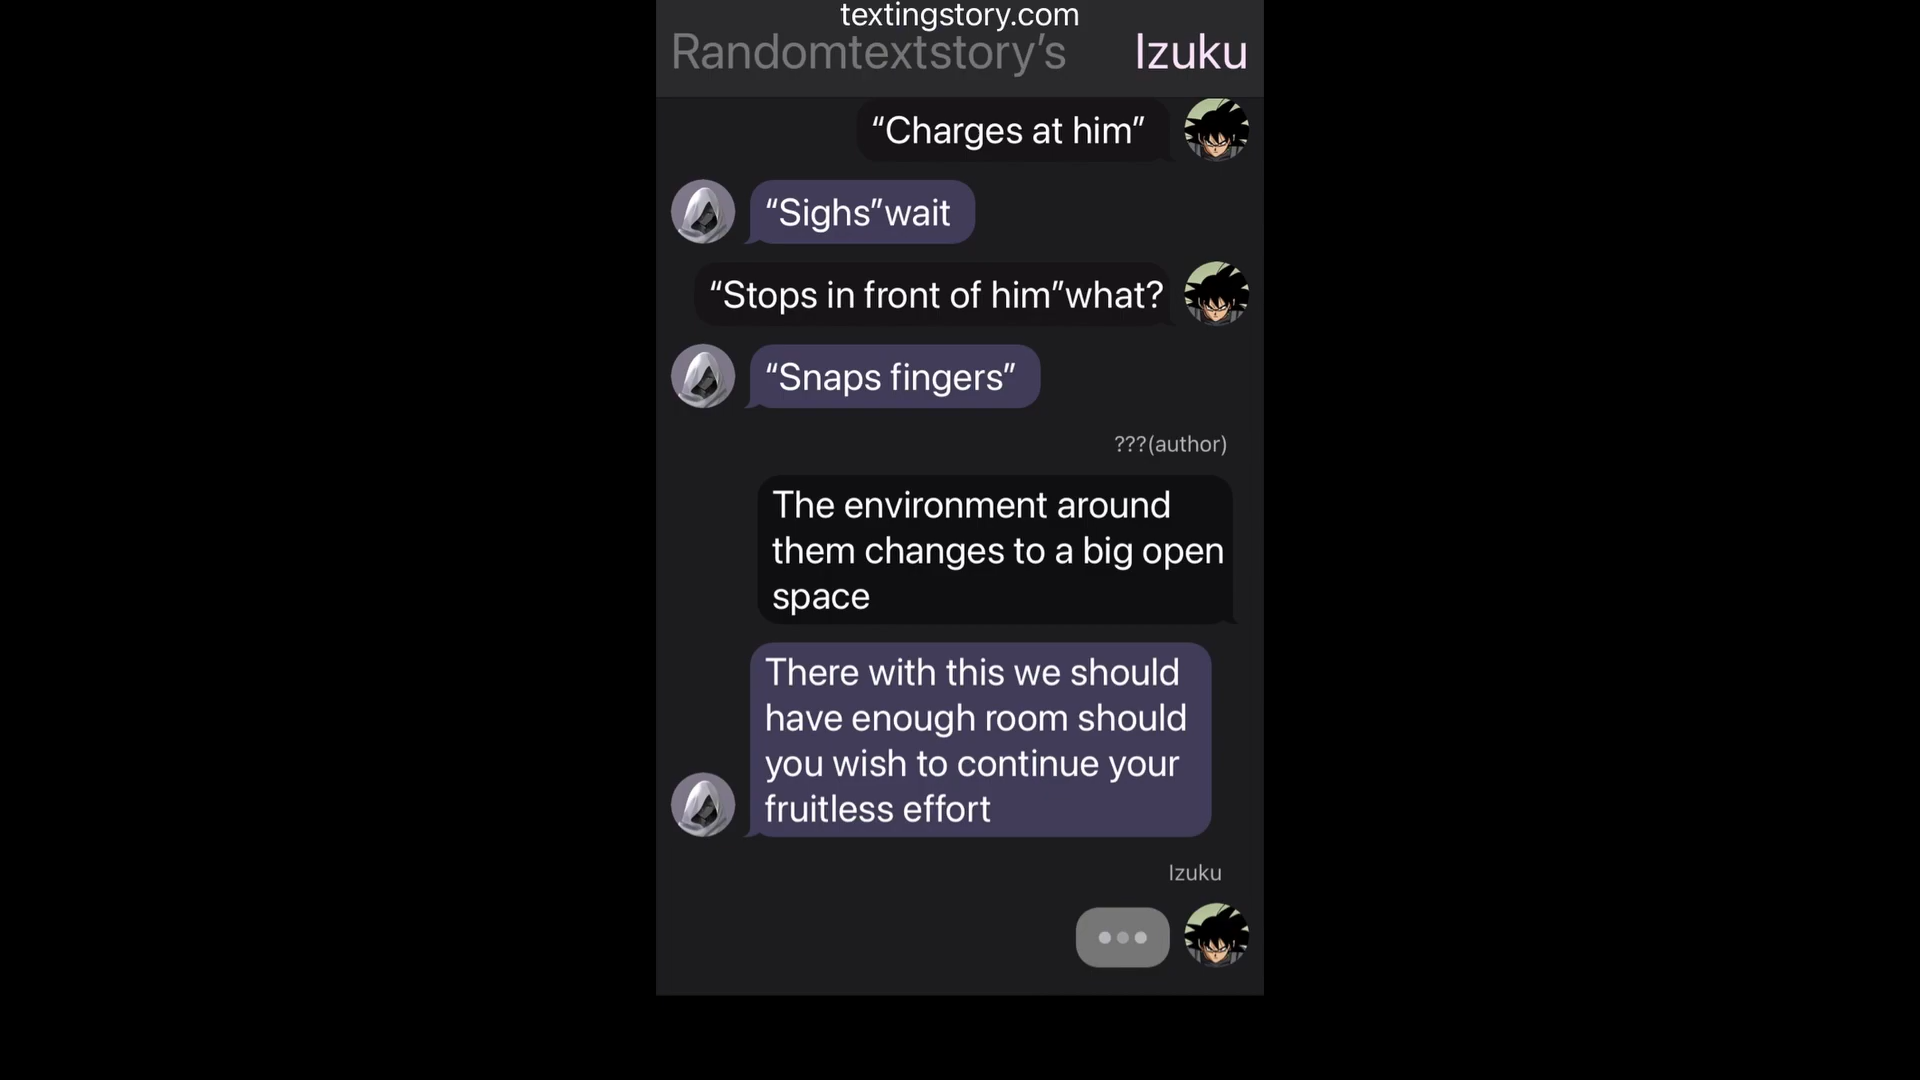 textingstory.com
Randomtextstory’s
Izuku
“Charges at him”
“Sighs”wait
“Stops in front of him”what?
“Snaps fingers”
???(author)
The environment around
them changes to a big open
space
There with this we should
have enough room should
you wish to continue your
fruitless effort
Izuku